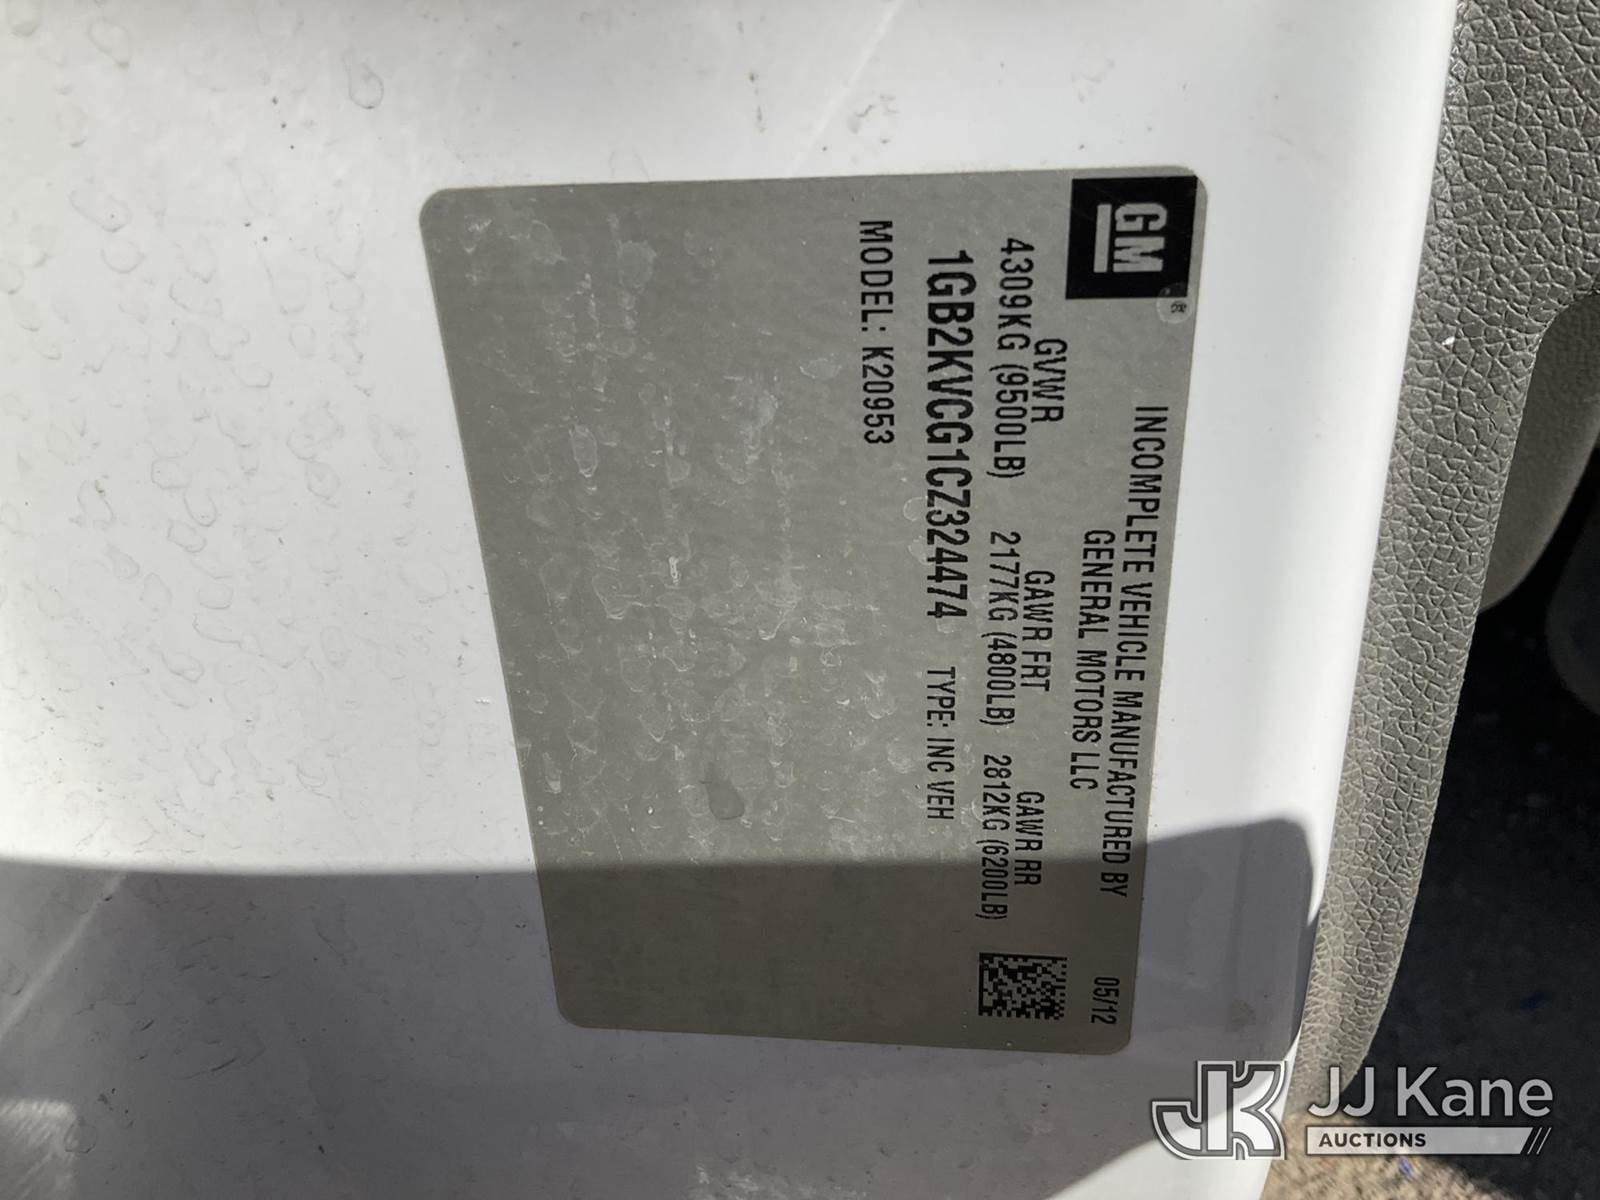 GM®
INCOMPLETE VEHICLE MANUFACTURED BY
GENERAL MOTORS LLC
05/12
GVWR GAWR FRT GAWR RR
4309KG (9500LB) 2177KG (4800LB) 2812KG (6200LB)
1GB2KVCG1CZ324474 TYPE: INC VEH
MODEL: K20953
JK JJ Kane
AUCTIONS